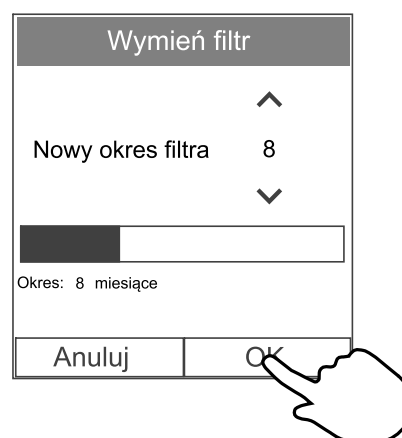 Wymień filtr
Nowy okres filtra 8
Okres: 8 miesiące
Anuluj OK